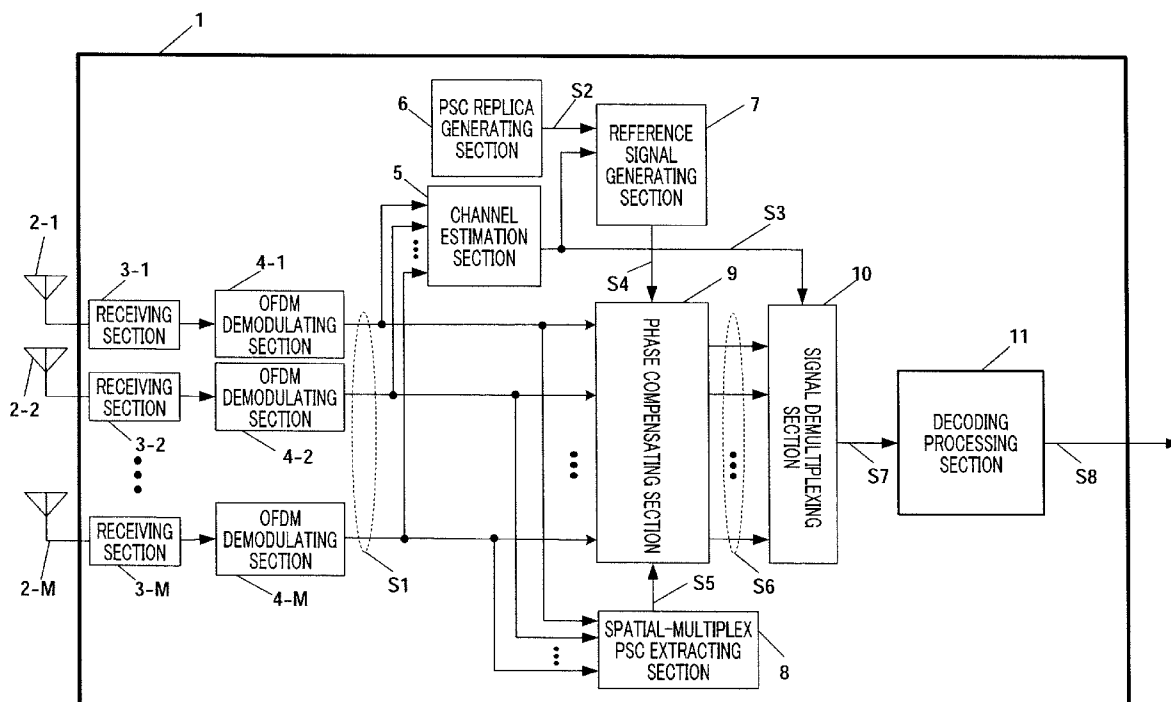 1
6
PSC REPLICA
GENERATING
SECTION
S2
REFERENCE
SIGNAL
GENERATING
SECTION
7
5
CHANNEL
ESTIMATION
SECTION
S3
S4
2-1
3-1
RECEIVING
SECTION
4-1
OFDM
DEMODULATING
SECTION
9
PHASE COMPENSATING SECTION
10
SIGNAL DEMULTIPLEXING
SECTION
11
DECODING
PROCESSING
SECTION
2-2
RECEIVING
SECTION
3-2
OFDM
DEMODULATING
SECTION
4-2
S7
S8
2-M
RECEIVING
SECTION
3-M
OFDM
DEMODULATING
SECTION
4-M
S1
S5
S6
SPATIAL-MULTIPLEX
PSC EXTRACTING
SECTION
8